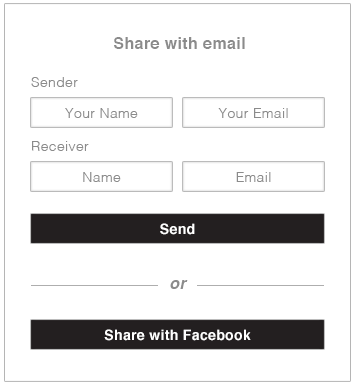 Share with email
Sender
Your Name Your Email
Receiver
Name Email
Send
or
Share with Facebook